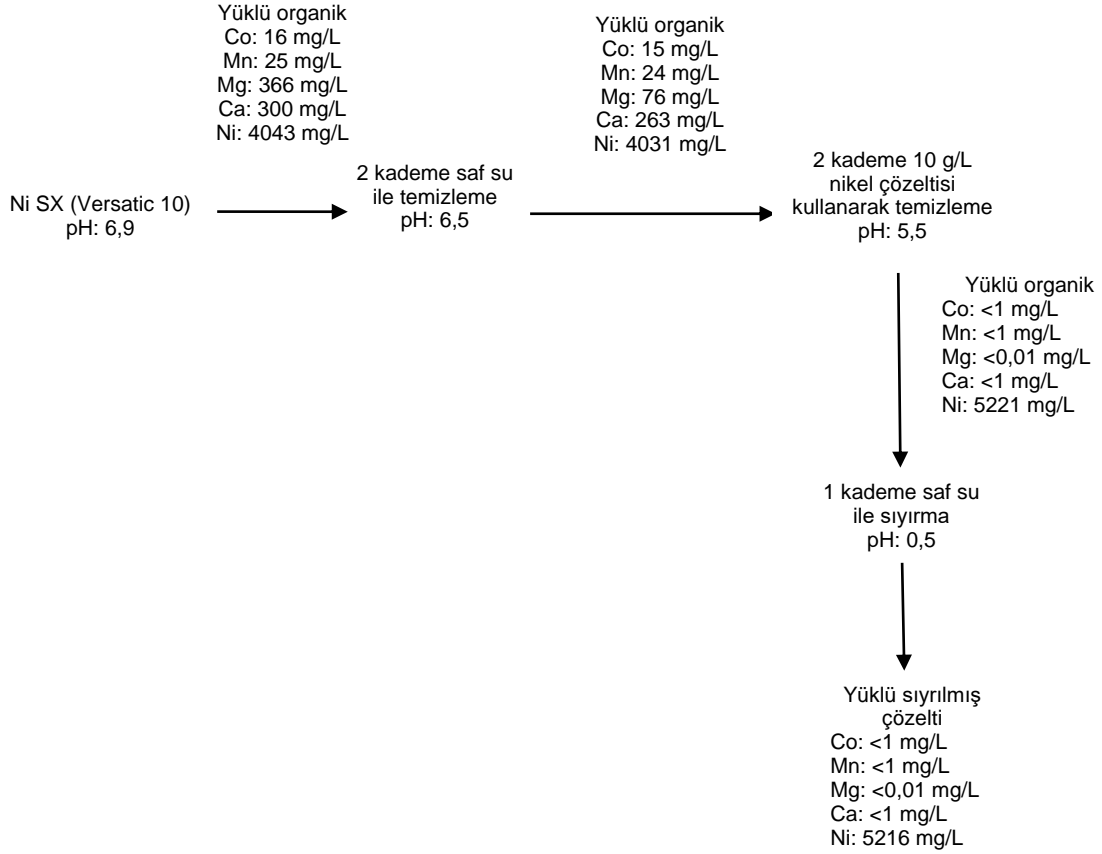 Ni SX (Versatic 10)
pH: 6,9
Yüklü organik
Co: 16 mg/L
Mn: 25 mg/L
Mg: 366 mg/L
Ca: 300 mg/L
Ni: 4043 mg/L
2 kademe saf su
ile temizleme
pH: 6,5
Yüklü organik
Co: 15 mg/L
Mn: 24 mg/L
Mg: 76 mg/L
Ca: 263 mg/L
Ni: 4031 mg/L
2 kademe 10 g/L
nikel çözeltisi
kullanarak temizleme
pH: 5,5
Yüklü organik
Co: <1 mg/L
Mn: <1 mg/L
Mg: <0,01 mg/L
Ca: <1 mg/L
Ni: 5221 mg/L
1 kademe saf su
ile sıyırma
pH: 0,5
Yüklü sıyrılmış
çözelti
Co: <1 mg/L
Mn: <1 mg/L
Mg: <0,01 mg/L
Ca: <1 mg/L
Ni: 5216 mg/L